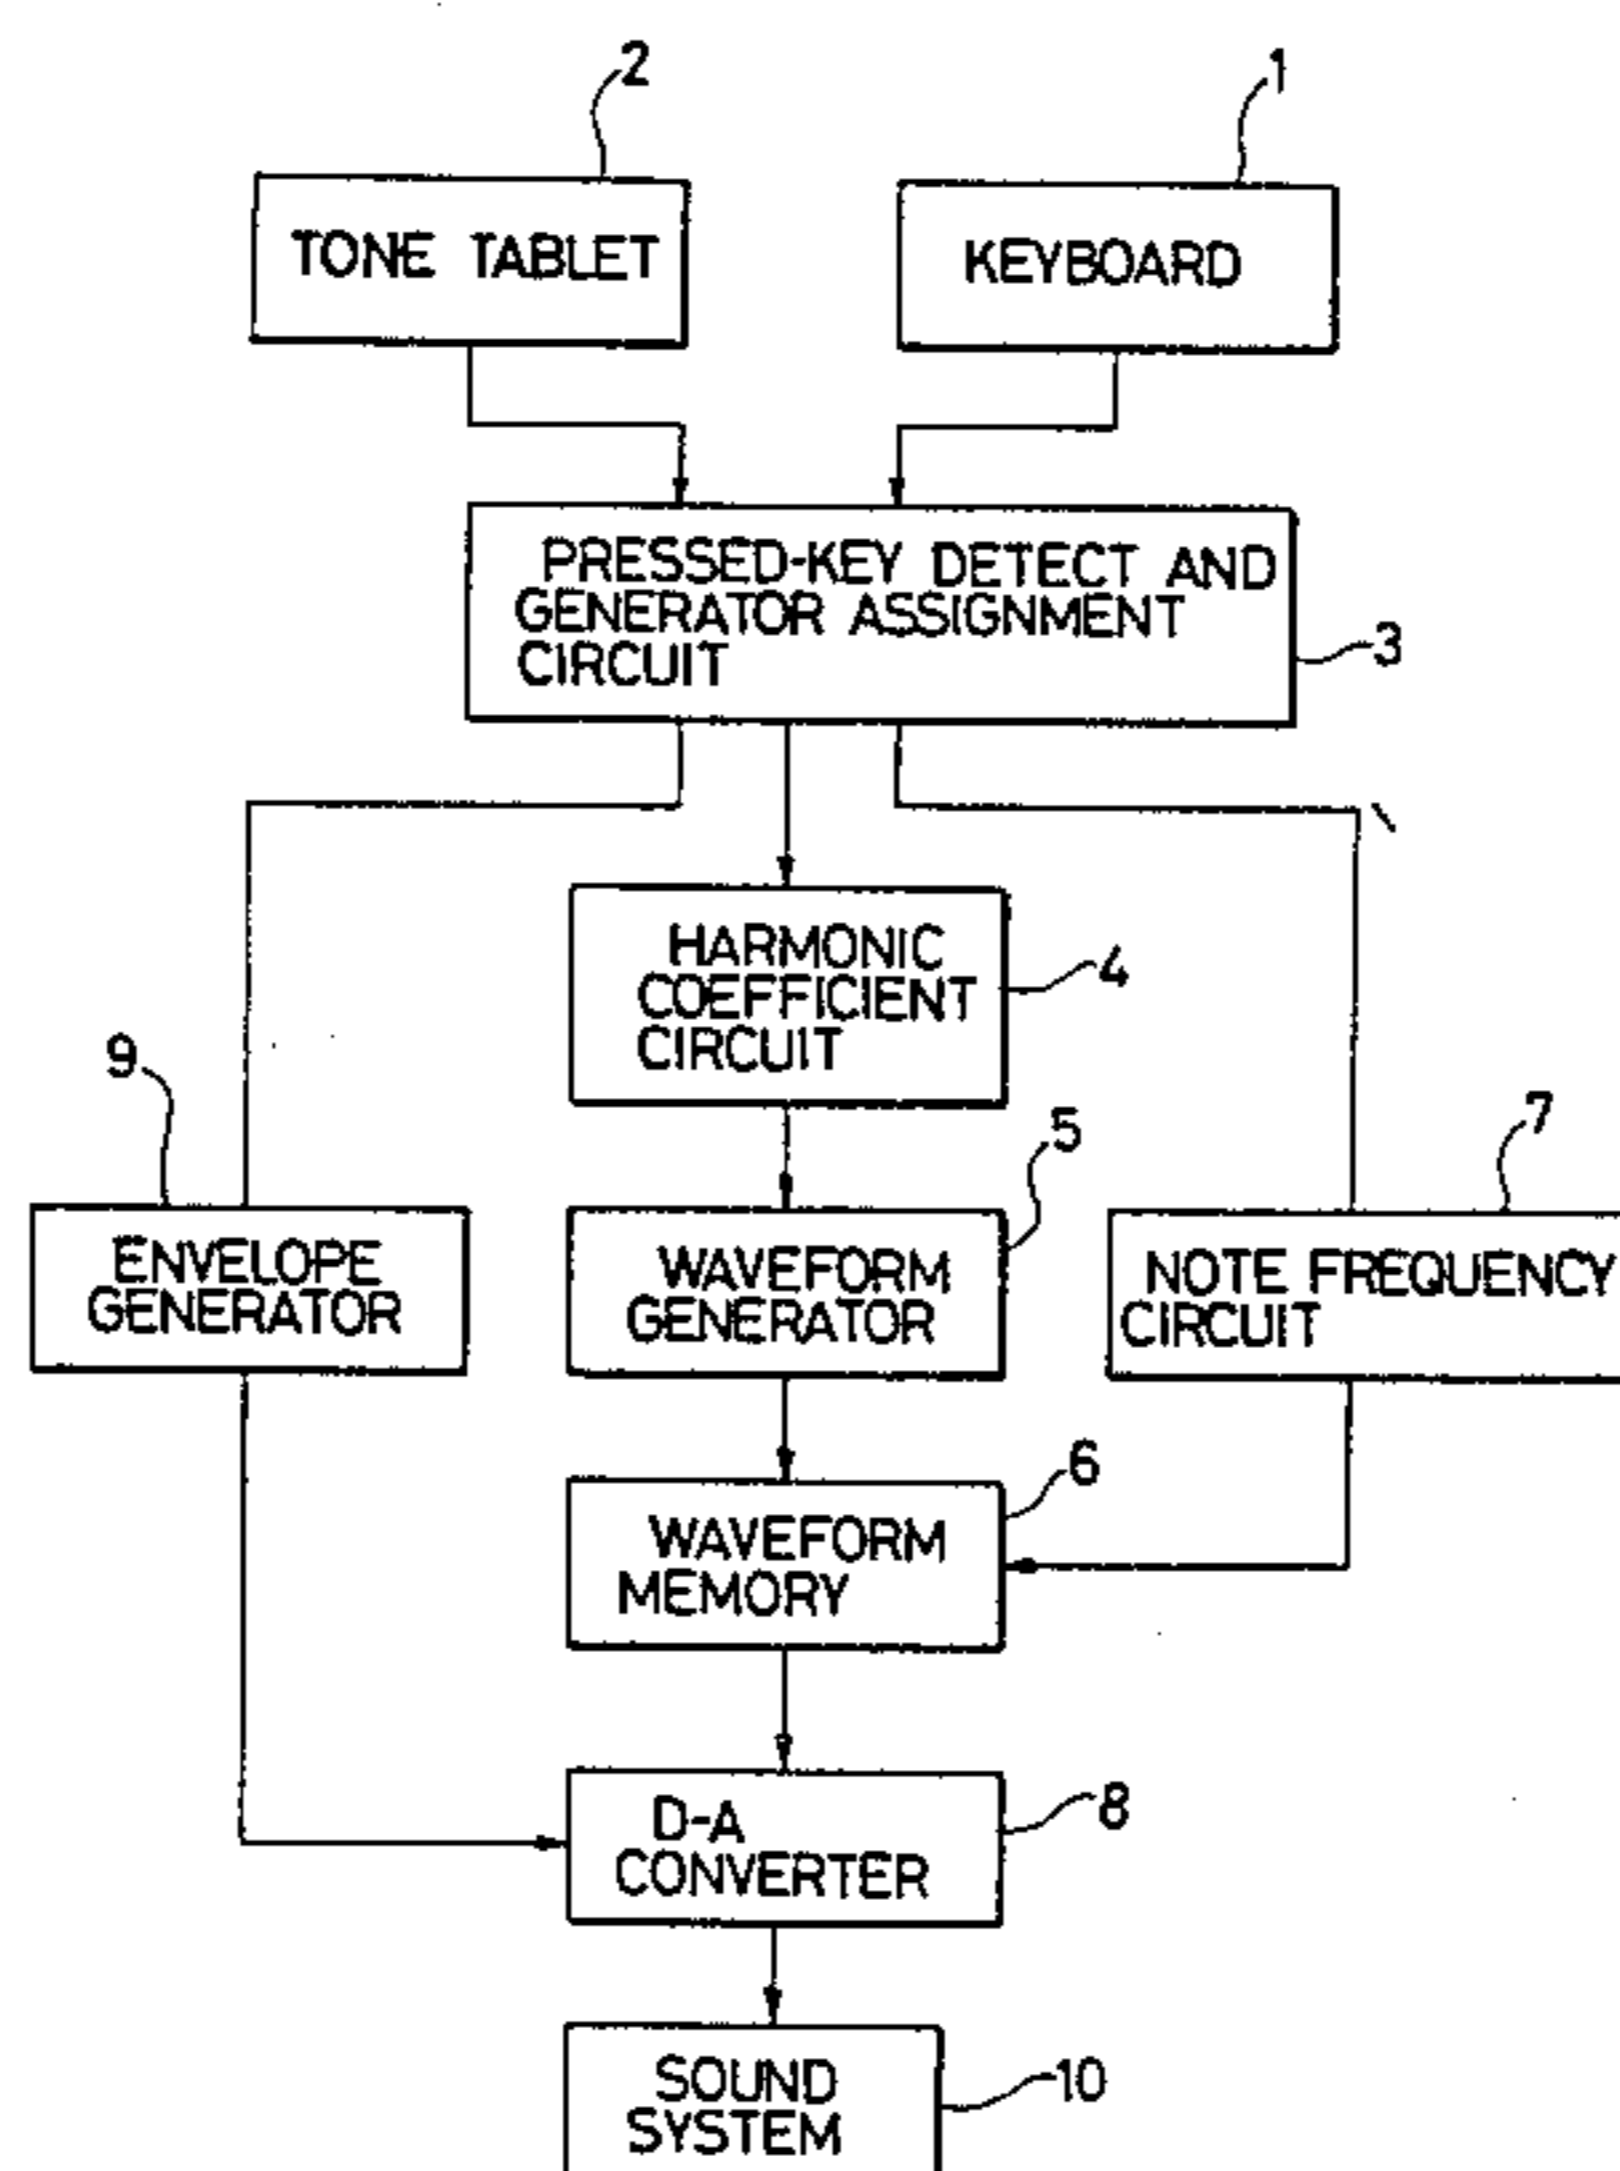 2
1
TONE TABLET
KEYBOARD
PRESSED-KEY DETECT AND
GENERATOR ASSIGNMENT
CIRCUIT
3
HARMONIC
COEFFICIENT
CIRCUIT
4
9
5
7
ENVELOPE
GENERATOR
WAVEFORM
GENERATOR
NOTE FREQUENCY
CIRCUIT
6
WAVEFORM
MEMORY
D-A
CONVERTER
8
SOUND
SYSTEM
10